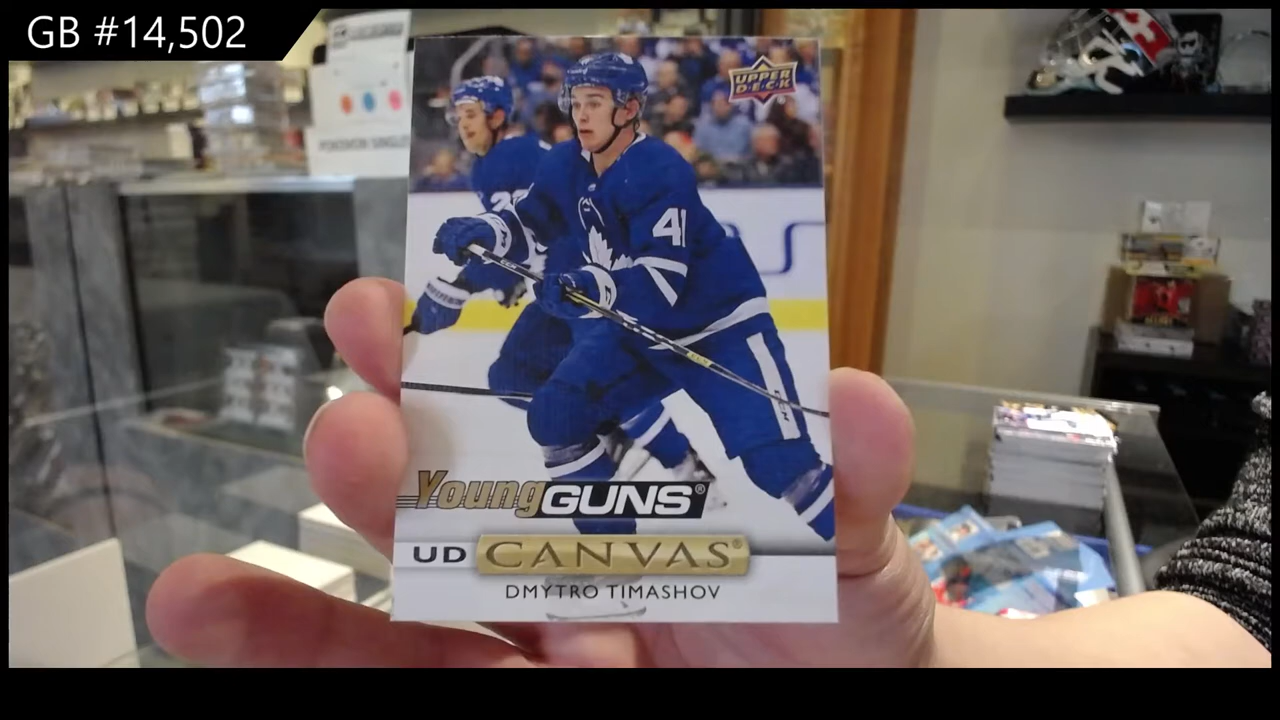 GB #14,502
UPPER
DECK
41
Young GUNS®
UD CANVAS®
DMYTRO TIMASHOV